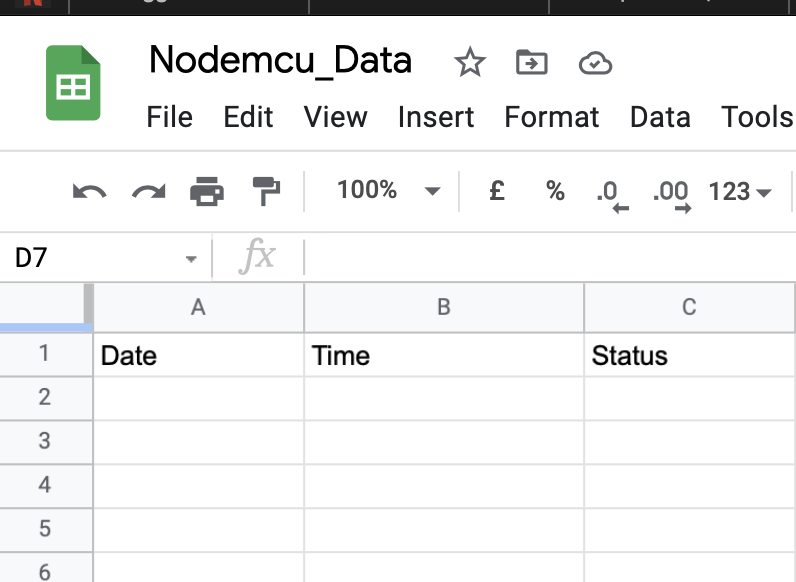 Nodemcu_Data
File Edit View Insert Format Data Tools
100% £ % .0 .00 123
D7 fx
A B C
1 Date Time Status
2
3
4
5
6